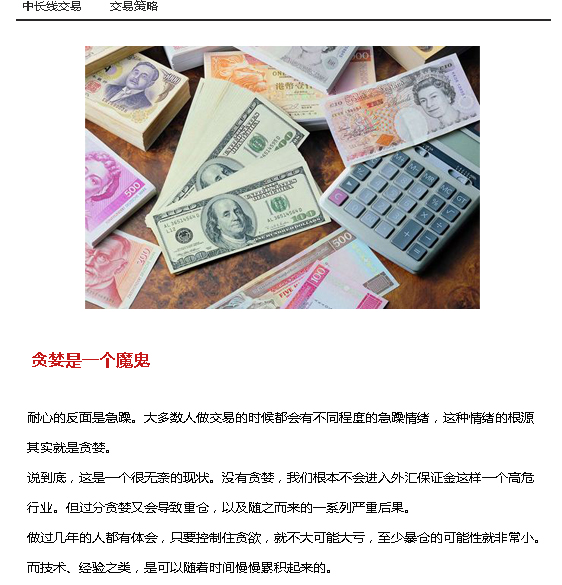 中长线交易 交易策略
贪婪是一个魔鬼
耐心的反面是急躁。大多数人做交易的时候都会有不同程度的急躁情绪，这种情绪的根源
其实就是贪婪。
说到底，这是一个很无奈的现状。没有贪婪，我们根本不会进入外汇保证金这样一个高危
行业。但过分贪婪又会导致重仓，以及随之而来的一系列严重后果。
做过几年的人都有体会，只要控制住贪欲，就不大可能大亏，至少暴仓的可能性就非常小。
而技术、经验之类，是可以随着时间慢慢累积起来的。